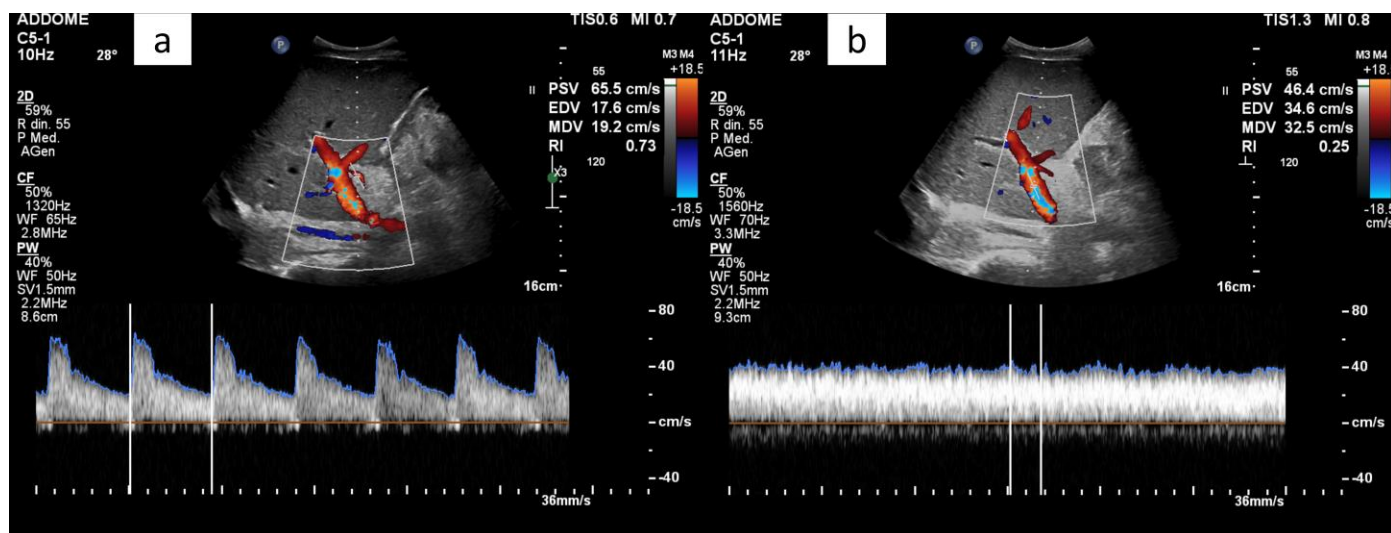 ADDOME
C5-1
10Hz
28°
a
P
TIS0.6 MI 0.7
M3 M4
+18.5
-18.5
cm/s
55
PSV 65.5 cm/s
EDV 17.6 cm/s
MDV 19.2 cm/s
RI 0.73
120
x3
2D
59%
R din. 55
P Med.
AGen
CF
50%
1320Hz
WF 65Hz
2.8MHz
PW
40%
WF 50Hz
SV1.5mm
2.2MHz
8.6cm
16cm
80
40
cm/s
-40
36mm/s
ADDOME
C5-1
11Hz
28°
b
P
TIS1.3 MI 0.8
M3 M4
+18.
-18.5
cm/s
55
PSV 46.4 cm/s
EDV 34.6 cm/s
MDV 32.5 cm/s
RI 0.25
120
2D
59%
R din. 55
P Med.
AGen
CF
50%
1560Hz
WF 70Hz
3.3MHz
PW
40%
WF 50Hz
SV1.5mm
2.2MHz
9.3cm
16cm
80
40
cm/s
-40
36mm/s